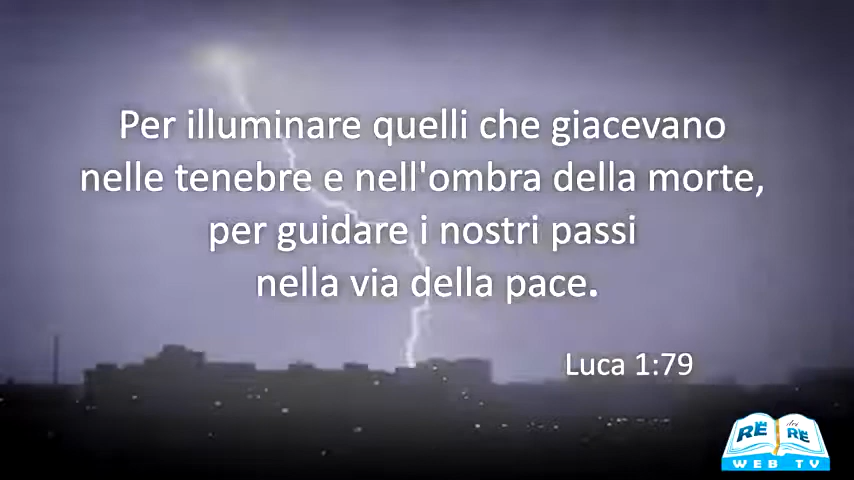 Per illuminare quelli che giacevano
nelle tenebre e nell'ombra della morte,
per guidare i nostri passi
nella via della pace.
Luca 1:79
RE dei RE
WEB TV